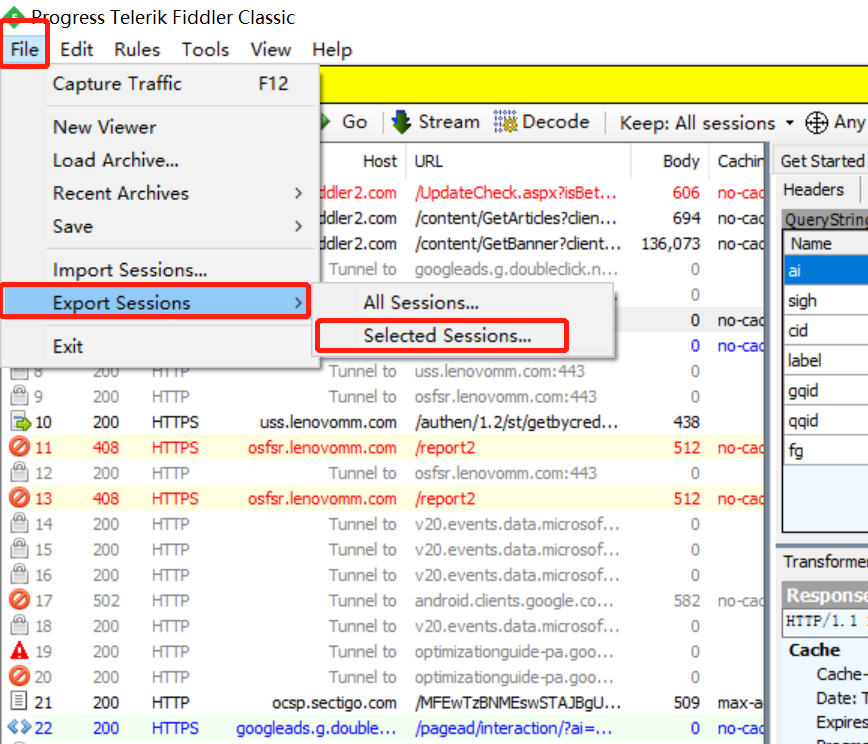 Progress Telerik Fiddler Classic
File Edit Rules Tools View Help
Capture Traffic F12
New Viewer
Load Archive...
Recent Archives
Save
Import Sessions...
Export Sessions
Exit
All Sessions...
Selected Sessions...
Go Stream Decode Keep: All sessions Any
Host URL Body Cachin
ddler2.com /UpdateCheck.aspx?isBet... 606 no-cac
ddler2.com /content/GetArticles?clien... 694 no-cac
ddler2.com /content/GetBanner?client... 136,073 no-cac
Tunnel to googleads.g.doubleclick.n... 0
0
0 no-cac
0 no-cac
8 200 HTTP Tunnel to uss.lenovomm.com:443 0
9 200 HTTP Tunnel to osfsr.lenovomm.com:443 0
10 200 HTTPS uss.lenovomm.com /authen/1.2/st/getbycred... 438
11 408 HTTPS osfsr.lenovomm.com /report2 512 no-cac
12 200 HTTP Tunnel to osfsr.lenovomm.com:443 0
13 408 HTTPS osfsr.lenovomm.com /report2 512 no-cac
14 200 HTTP Tunnel to v20.events.data.microsof... 0
15 200 HTTP Tunnel to v20.events.data.microsof... 0
16 200 HTTP Tunnel to v20.events.data.microsof... 0
17 502 HTTP Tunnel to android.clients.google.co... 582 no-cac
18 200 HTTP Tunnel to v20.events.data.microsof... 0
19 200 HTTP Tunnel to optimizationguide-pa.goo... 0
20 200 HTTP Tunnel to optimizationguide-pa.goo... 0
21 200 HTTP ocsp.sectigo.com /MFEwTzBNMEswSTAJBgU... 509 max-a
22 200 HTTPS googleads.g.double... /pagead/interaction/?ai=... 0 no-cac
Get Started
Headers
QueryString
Name
ai
sigh
cid
label
gqid
qqid
fg
Transformer
Response
HTTP/1.1
Cache
Cache-
Date: T
Expires